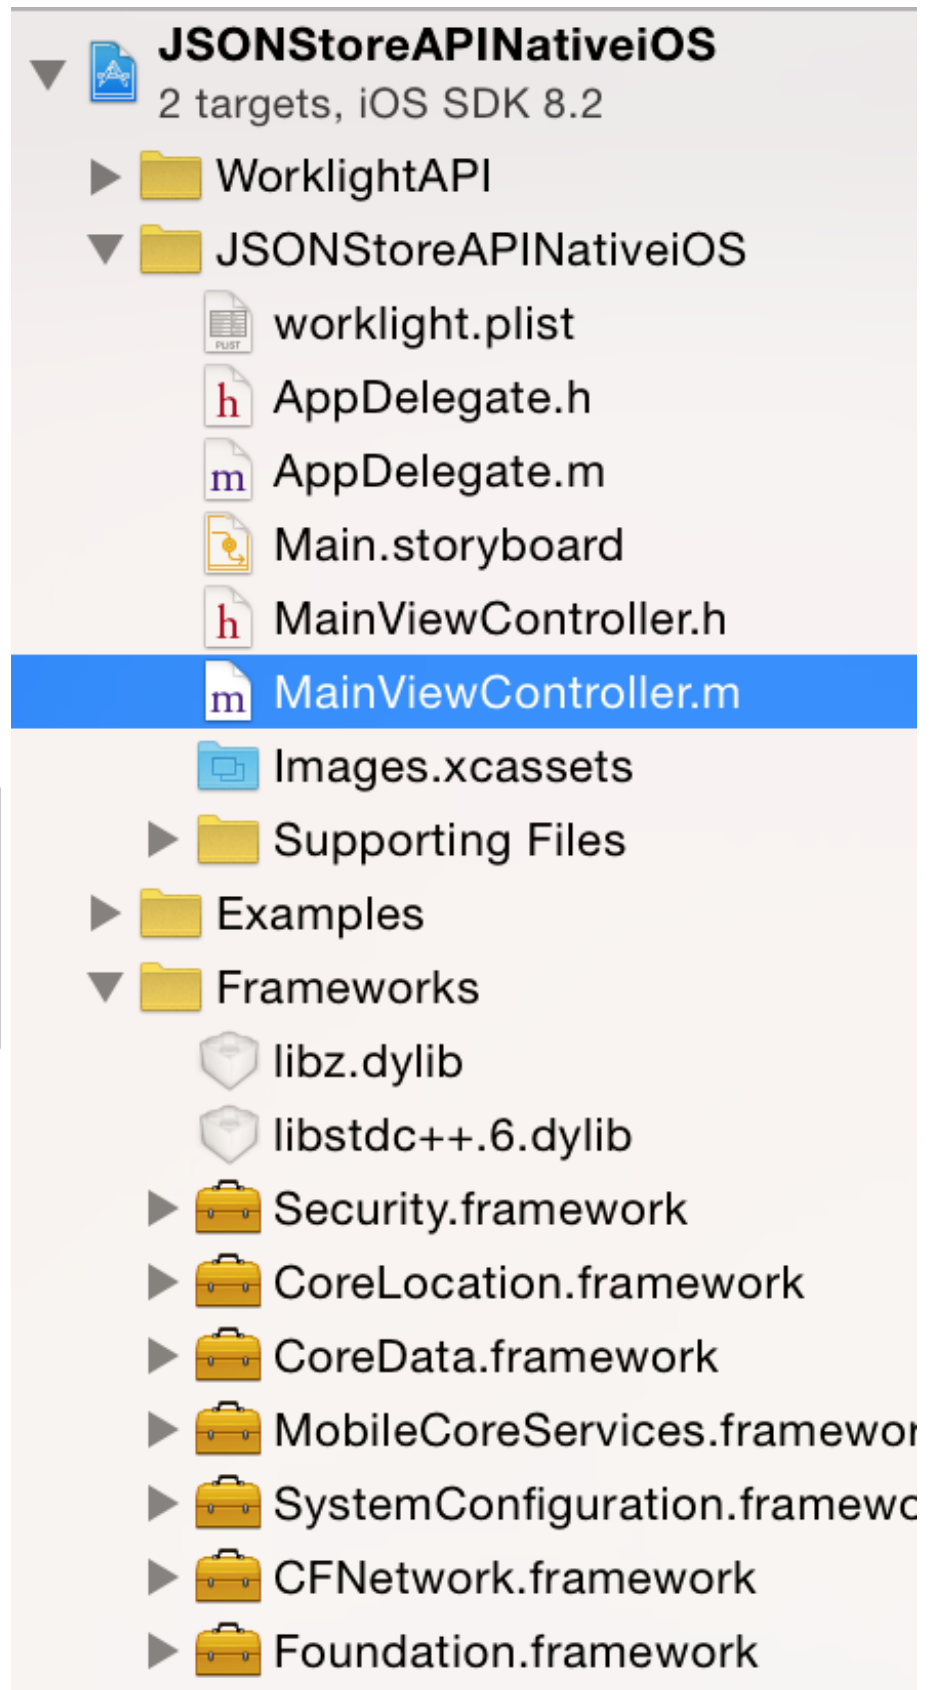 JSONStoreAPINativeiOS
2 targets, iOS SDK 8.2
WorklightAPI
JSONStoreAPINativeiOS
PLIST
worklight.plist
h AppDelegate.h
m AppDelegate.m
Main.storyboard
h MainViewController.h
m MainViewController.m
Images.xcassets
Supporting Files
Examples
Frameworks
libz.dylib
libstdc++.6.dylib
Security.framework
CoreLocation.framework
CoreData.framework
MobileCoreServices.framewor
SystemConfiguration.framewo
CFNetwork.framework
Foundation.framework